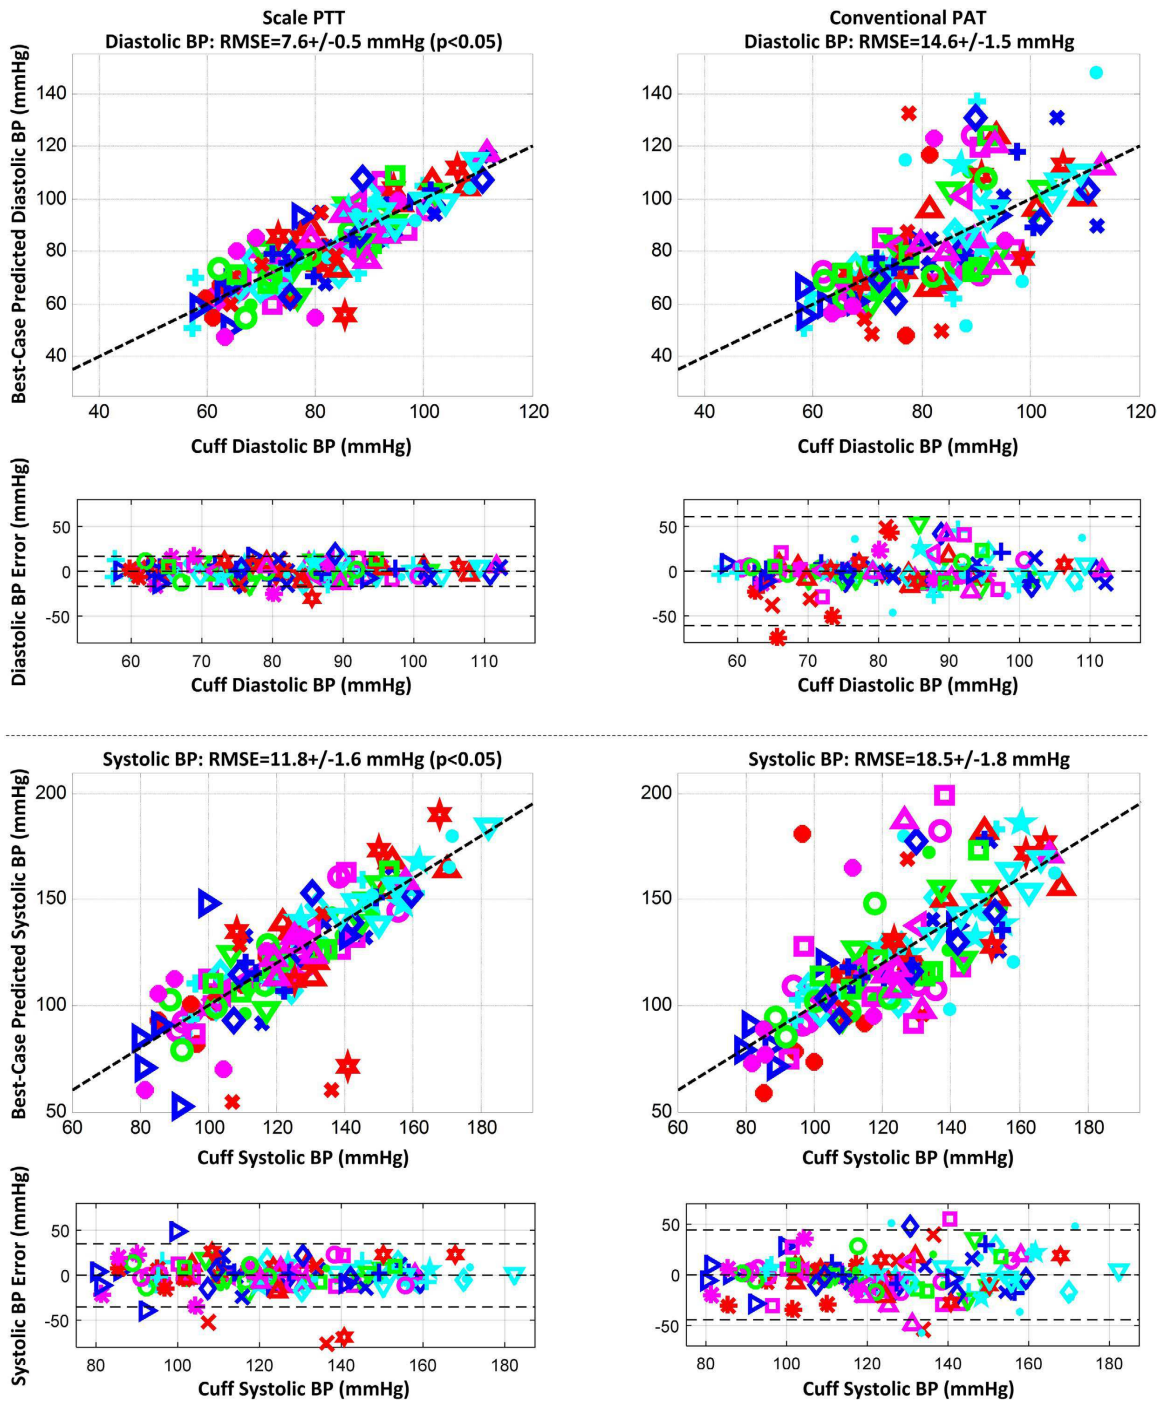 Scale PTT
Diastolic BP: RMSE=7.6+/-0.5 mmHg (p<0.05)
Best-Case Predicted Diastolic BP (mmHg)
140
120
100
80
60
40
40 60 80 100 120
Cuff Diastolic BP (mmHg)
Conventional PAT
Diastolic BP: RMSE=14.6+/-1.5 mmHg
140
120
100
80
60
40
40 60 80 100 120
Cuff Diastolic BP (mmHg)
Diastolic BP Error (mmHg)
50
0
-50
60 70 80 90 100 110
Cuff Diastolic BP (mmHg)
50
0
-50
60 70 80 90 100 110
Cuff Diastolic BP (mmHg)
Systolic BP: RMSE=11.8+/-1.6 mmHg (p<0.05)
Best-Case Predicted Systolic BP (mmHg)
200
150
100
50
60 80 100 120 140 160 180
Cuff Systolic BP (mmHg)
Systolic BP: RMSE=18.5+/-1.8 mmHg
200
150
100
50
60 80 100 120 140 160 180
Cuff Systolic BP (mmHg)
Systolic BP Error (mmHg)
50
0
-50
80 100 120 140 160 180
Cuff Systolic BP (mmHg)
50
0
-50
80 100 120 140 160 180
Cuff Systolic BP (mmHg)